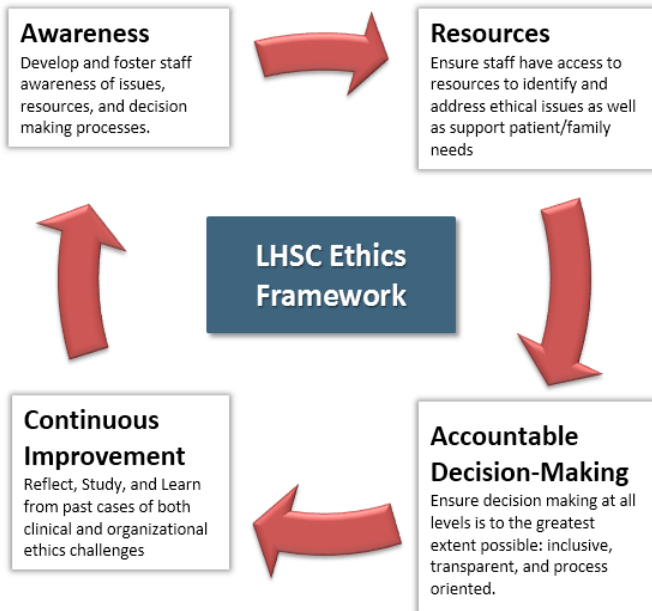 Awareness
Develop and foster staff
awareness of issues,
resources, and decision
making processes.
Resources
Ensure staff have access to
resources to identify and
address ethical issues as well
as support patient/family
needs
LHSC Ethics
Framework
Continuous
Improvement
Reflect, Study, and Learn
from past cases of both
clinical and organizational
ethics challenges
Accountable
Decision-Making
Ensure decision making at all
levels is to the greatest
extent possible: inclusive,
transparent, and process
oriented.